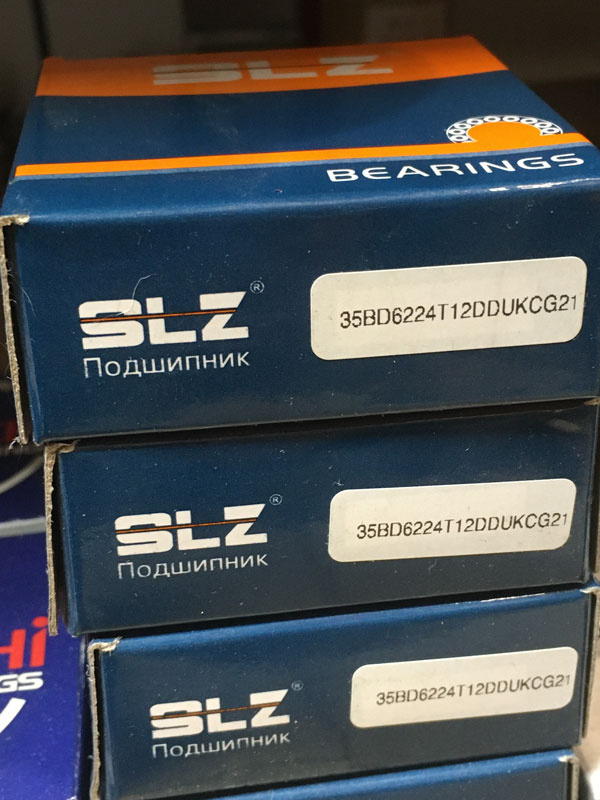 SLZ
BEARINGS
SLZ®
Подшипник
35BD6224T12DDUKCG21
SLZ®
Подшипник
35BD6224T12DDUKCG21
SLZ®
Подшипник
35BD6224T12DDUKCG21